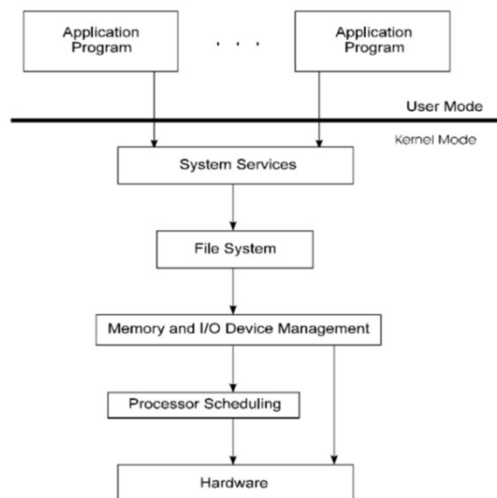 Application
Program
. . .
Application
Program
User Mode
Kernel Mode
System Services
File System
Memory and I/O Device Management
Processor Scheduling
Hardware